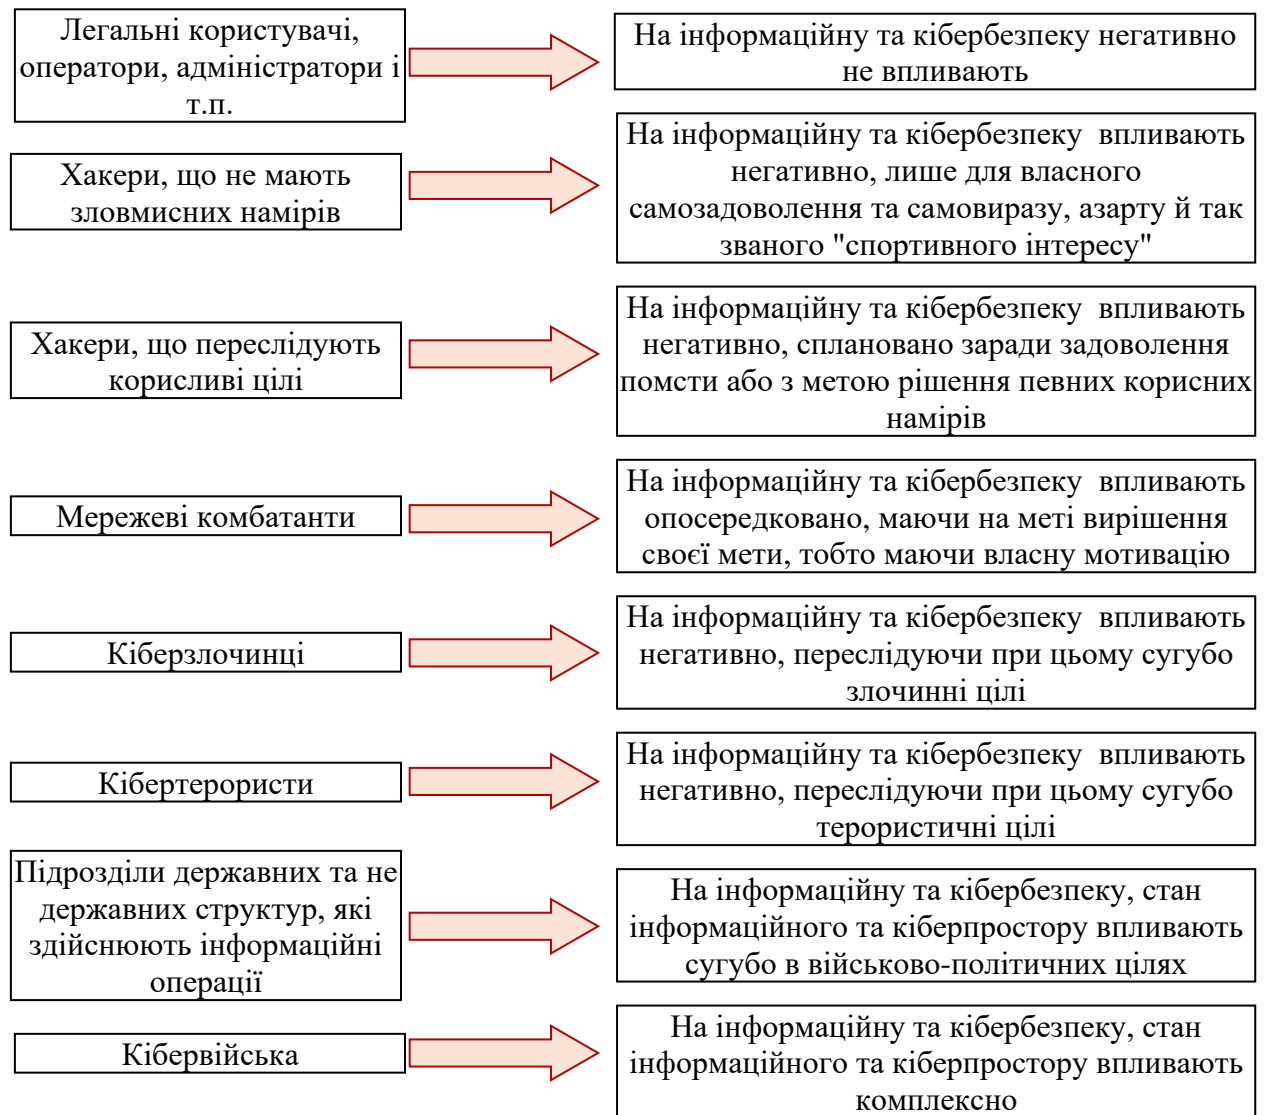 Легальні користувачі,
оператори, адміністратори і
т.п.
На інформаційну та кібербезпеку негативно
не впливають
Хакери, що не мають
зловмисних намірів
На інформаційну та кібербезпеку впливають
негативно, лише для власного
самозадоволення та самовиразу, азарту й так
званого "спортивного інтересу"
Хакери, що переслідують
корисливі цілі
На інформаційну та кібербезпеку впливають
негативно, сплановано заради задоволення
помсти або з метою рішення певних корисних
намірів
Мережеві комбатанти
На інформаційну та кібербезпеку впливають
опосередковано, маючи на меті вирішення
своєї мети, тобто маючи власну мотивацію
Кіберзлочинці
На інформаційну та кібербезпеку впливають
негативно, переслідуючи при цьому сугубо
злочинні цілі
Кібертерористи
На інформаційну та кібербезпеку впливають
негативно, переслідуючи при цьому сугубо
терористичні цілі
Підрозділи державних та не
державних структур, які
здійснюють інформаційні
операції
На інформаційну та кібербезпеку, стан
інформаційного та кіберпростору впливають
сугубо в військово-політичних цілях
Кібервійська
На інформаційну та кібербезпеку, стан
інформаційного та кіберпростору впливають
комплексно